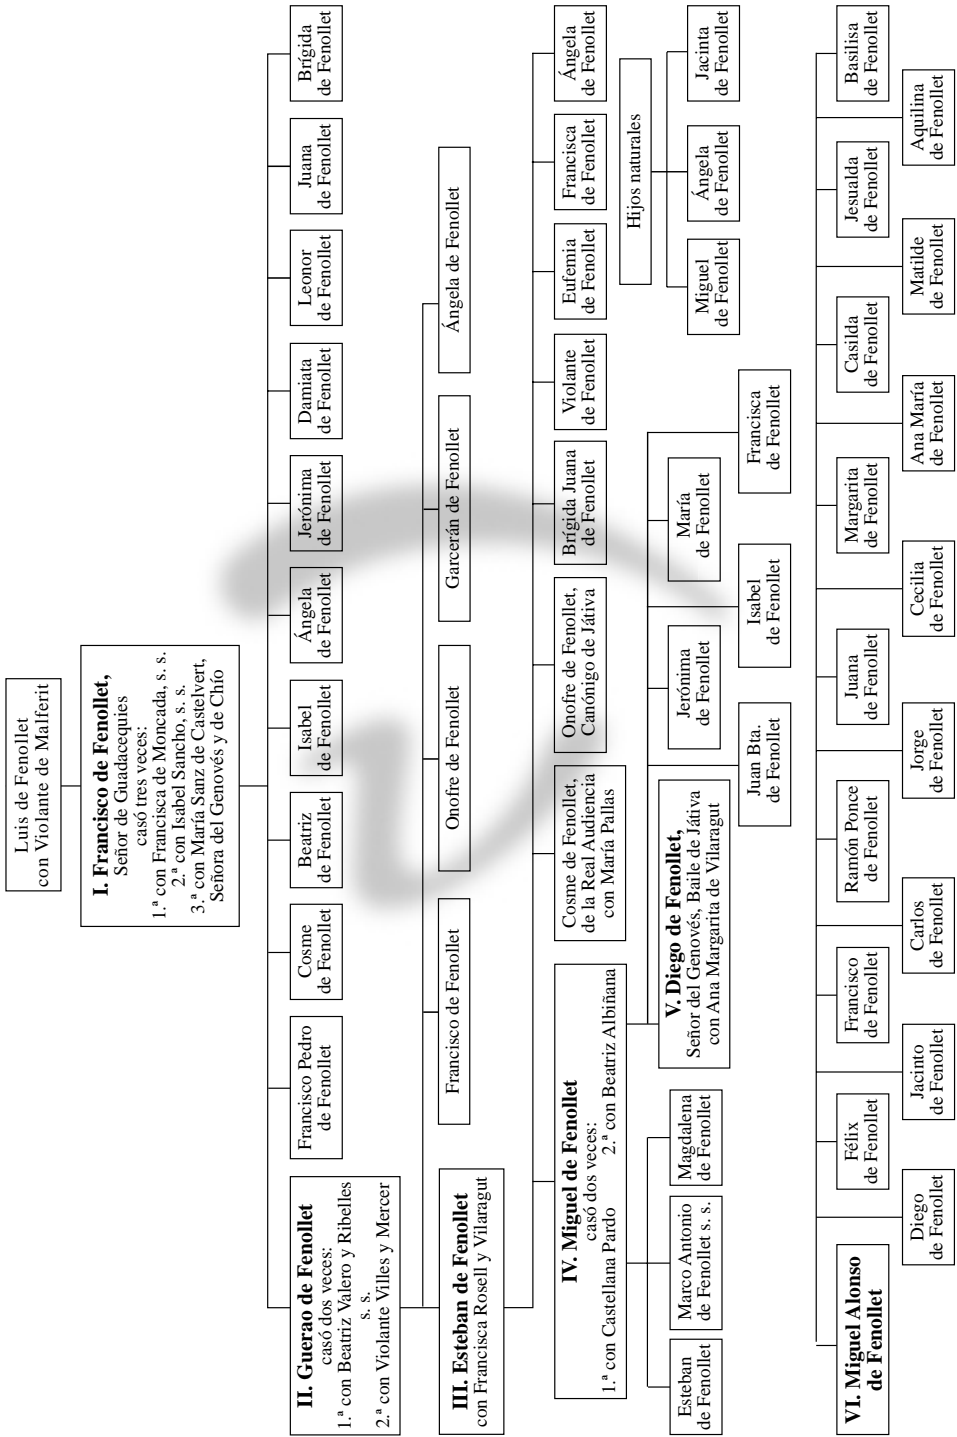 Luis de Fenollet
con Violante de Malferit
I. Francisco de Fenollet,
Señor de Guadacequies
casó tres veces:
1.ª con Francisca de Moncada, s. s.
2.ª con Isabel Sancho, s. s.
3.ª con María Sanz de Castelvert,
Señora del Genovés y de Chío
II. Guerao de Fenollet
casó dos veces:
1.ª con Beatriz Valero y Ribelles
s. s.
2.ª con Violante Villes y Mercer
Francisco Pedro
de Fenollet
Cosme
de Fenollet
Beatriz
de Fenollet
Isabel
de Fenollet
Ángela
de Fenollet
Jerónima
de Fenollet
Damiata
de Fenollet
Leonor
de Fenollet
Juana
de Fenollet
Brígida
de Fenollet
III. Esteban de Fenollet
con Francisca Rosell y Vilaragut
Francisco de Fenollet
Onofre de Fenollet
Garcerán de Fenollet
Ángela de Fenollet
IV. Miguel de Fenollet
casó dos veces:
1.ª con Castellana Pardo 2.ª con Beatriz Albiñana
Cosme de Fenollet,
de la Real Audiencia
con María Pallas
Onofre de Fenollet,
Canónigo de Játiva
Brígida Juana
de Fenollet
Violante
de Fenollet
Eufemia
de Fenollet
Francisca
de Fenollet
Ángela
de Fenollet
Hijos naturales
Esteban
de Fenollet
Marco Antonio
de Fenollet s. s.
Magdalena
de Fenollet
V. Diego de Fenollet,
Señor del Genovés, Baile de Játiva
con Ana Margarita de Vilaragut
Jerónima
de Fenollet
María
de Fenollet
Miguel
de Fenollet
Ángela
de Fenollet
Jacinta
de Fenollet
Juan Bta.
de Fenollet
Isabel
de Fenollet
Francisca
de Fenollet
VI. Miguel Alonso
de Fenollet
Félix
de Fenollet
Francisco
de Fenollet
Ramón Ponce
de Fenollet
Juana
de Fenollet
Margarita
de Fenollet
Casilda
de Fenollet
Jesualda
de Fenollet
Basilisa
de Fenollet
Diego
de Fenollet
Jacinto
de Fenollet
Carlos
de Fenollet
Jorge
de Fenollet
Cecilia
de Fenollet
Ana María
de Fenollet
Matilde
de Fenollet
Aquilina
de Fenollet